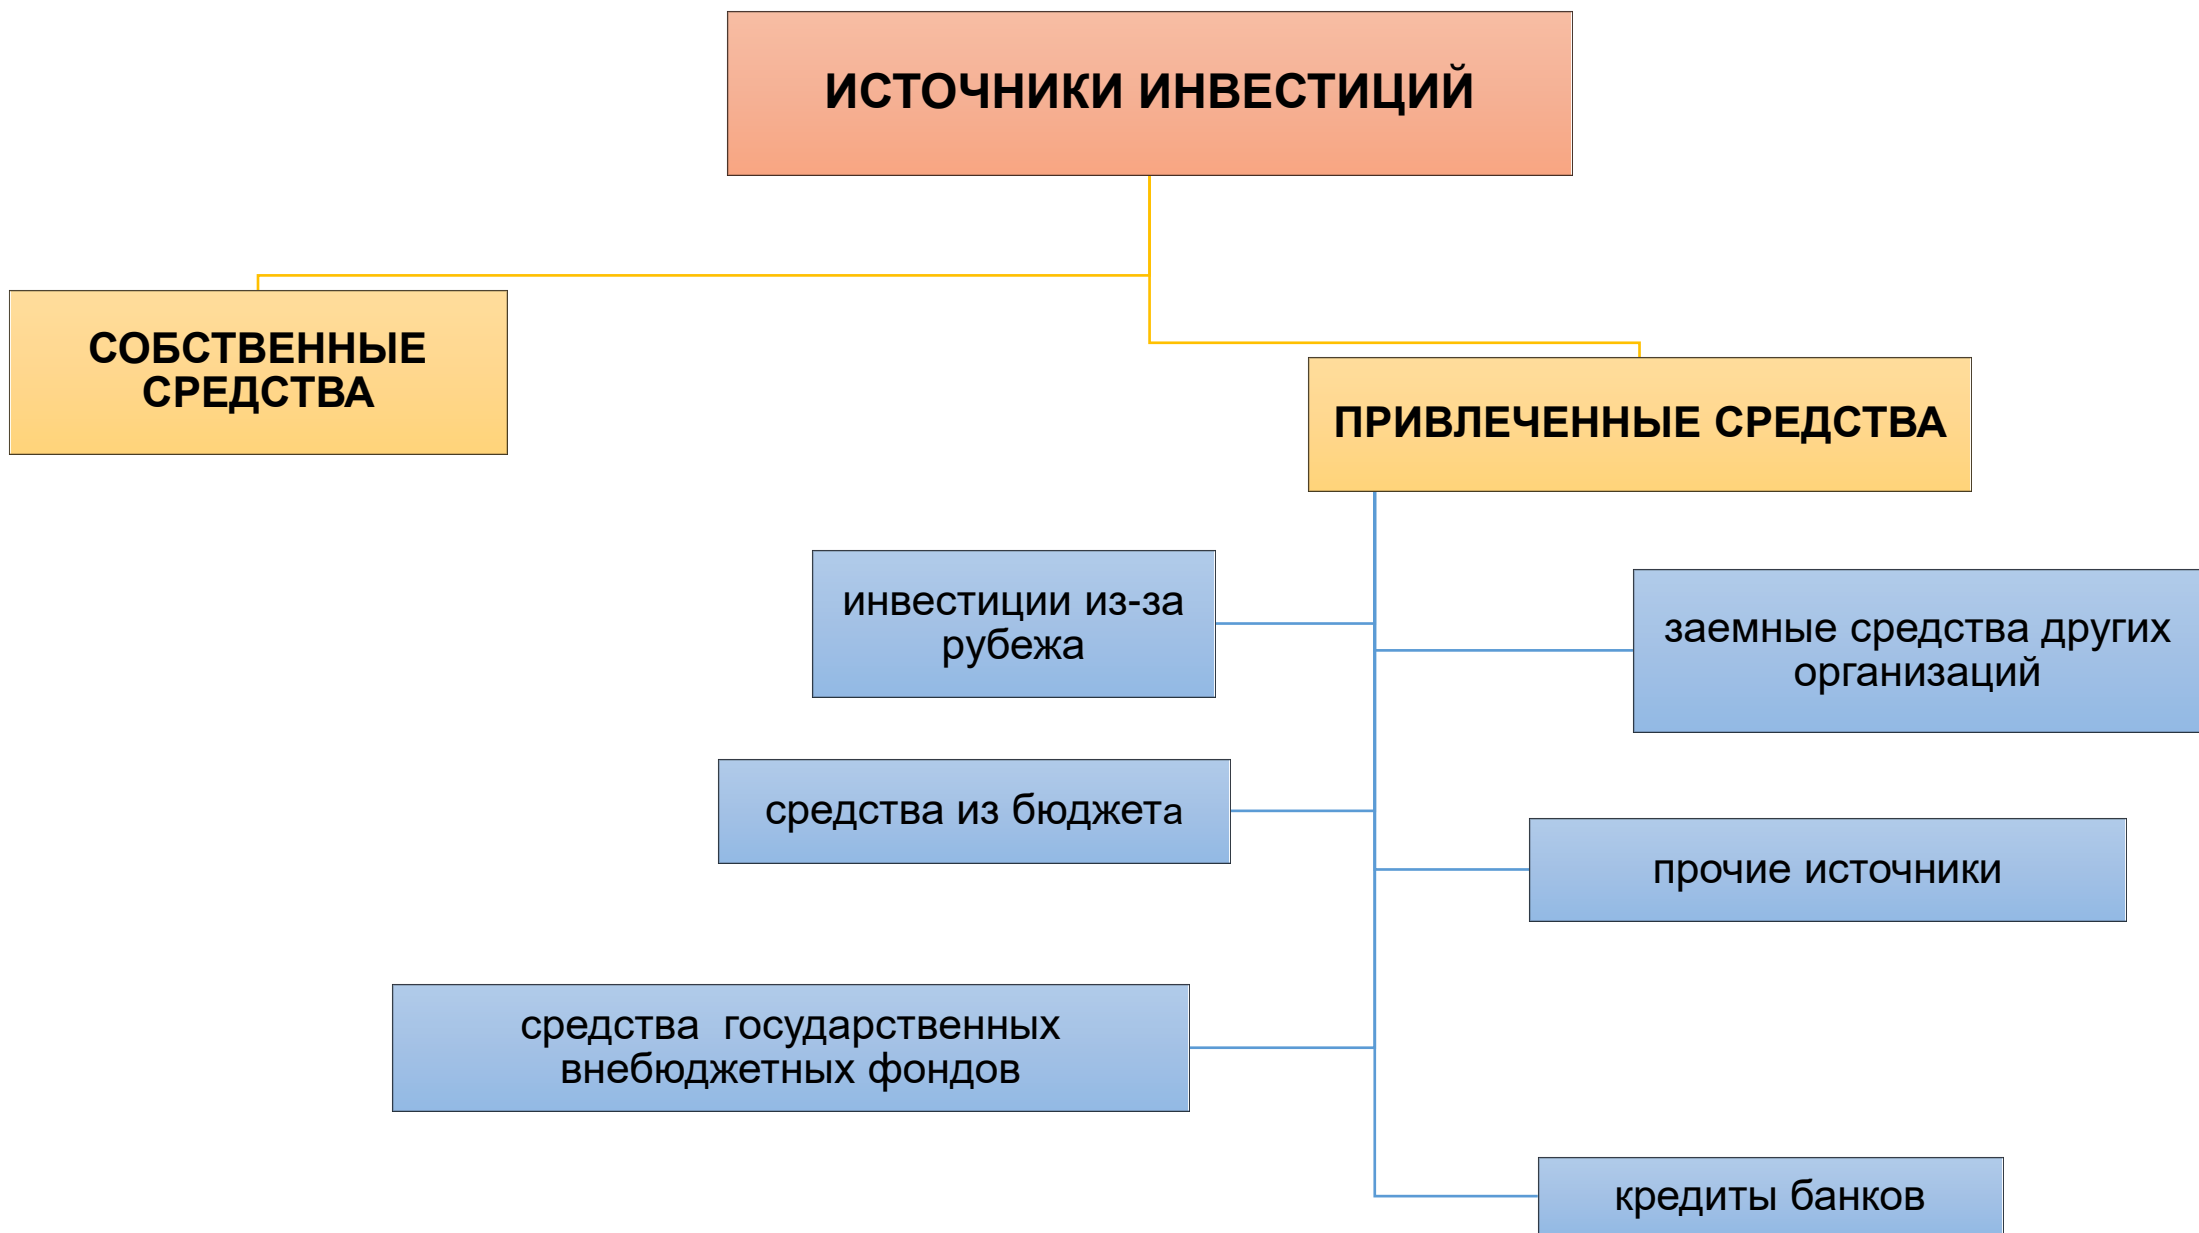 ИСТОЧНИКИ ИНВЕСТИЦИЙ
СОБСТВЕННЫЕ
СРЕДСТВА
ПРИВЛЕЧЕННЫЕ СРЕДСТВА
инвестиции из-за
рубежа
заемные средства других
организаций
средства из бюджета
прочие источники
средства  государственных
внебюджетных фондов
кредиты банков